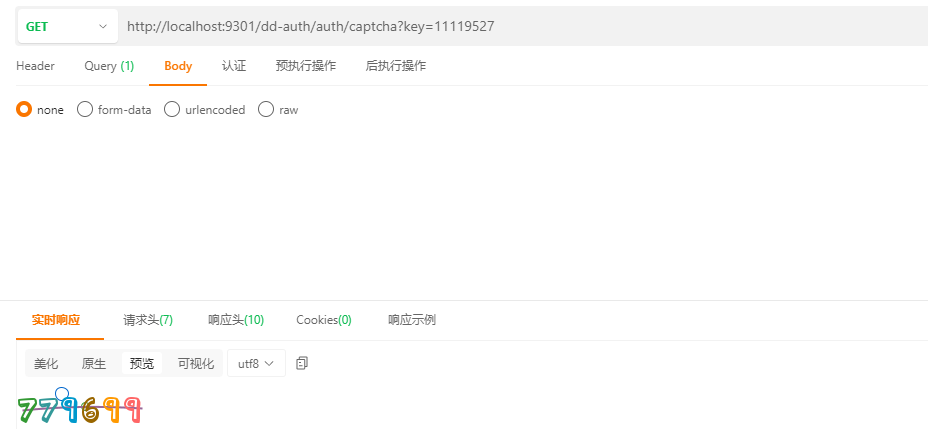 GET http://localhost:9301/dd-auth/auth/captcha?key=11119527
Header Query (1) Body 认证 预执行操作 后执行操作
none form-data urlencoded raw
实时响应 请求头(7) 响应头(10) Cookies(0) 响应示例
美化 原生 预览 可视化 utf8
779699